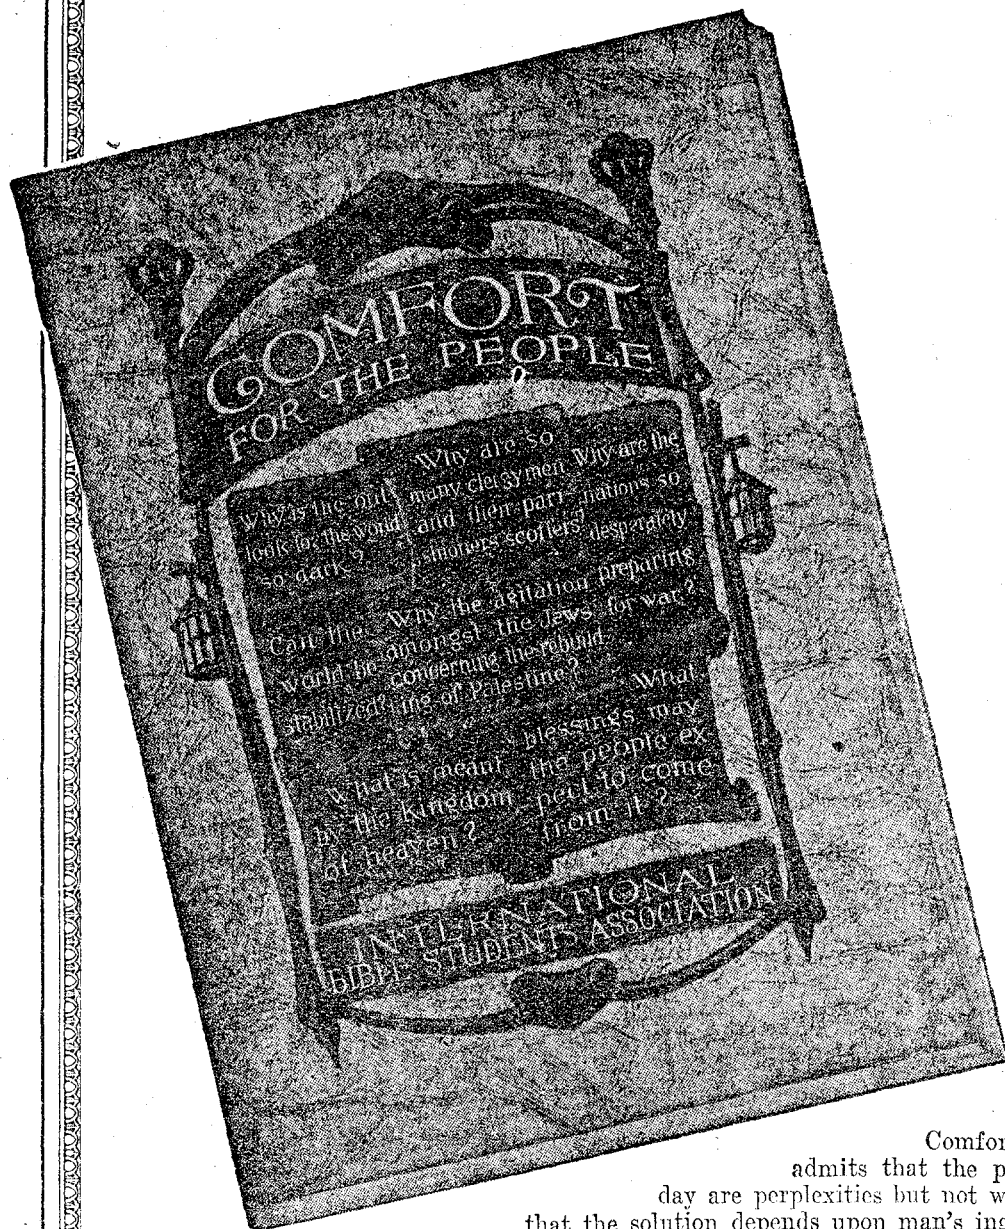 COMFORT
FOR THE PEOPLE
Why is the out
look for the world
so dark?
Why are so
many clergymen
and their pari-
shioners scoffers?
Why are the
nations so
desparately
preparing
for war?
Can the
world be
stabilized?
Why the agitation
amongst the Jews
concerning the rebuild
ing of Palestine?
What is meant
by the kingdom
of heaven?
What
blessings may
the people ex
pect to come
from it?
INTERNATIONAL
BIBLE STUDENTS ASSOCIATION
Comfor
admits that the p
day are perplexities but not w
that the solution depends upon man's ing